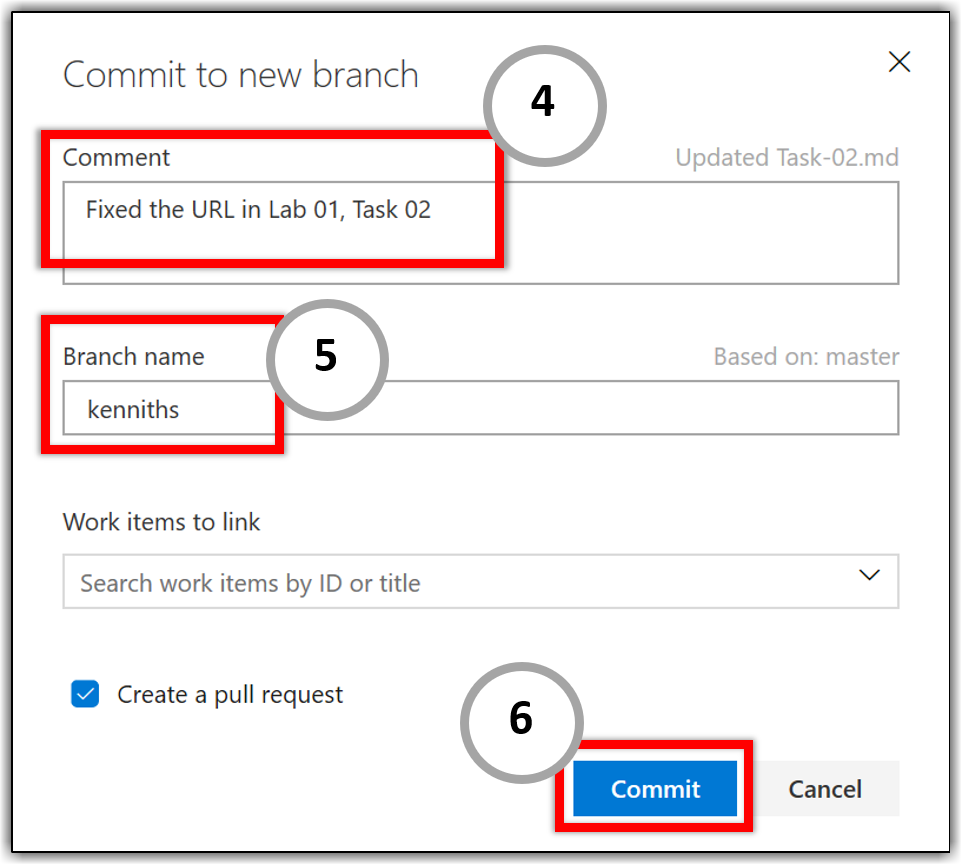 Commit to new branch
4
Comment
Updated Task-02.md
Fixed the URL in Lab 01, Task 02
5
Branch name
Based on: master
kenniths
Work items to link
Search work items by ID or title
Create a pull request
6
Commit
Cancel